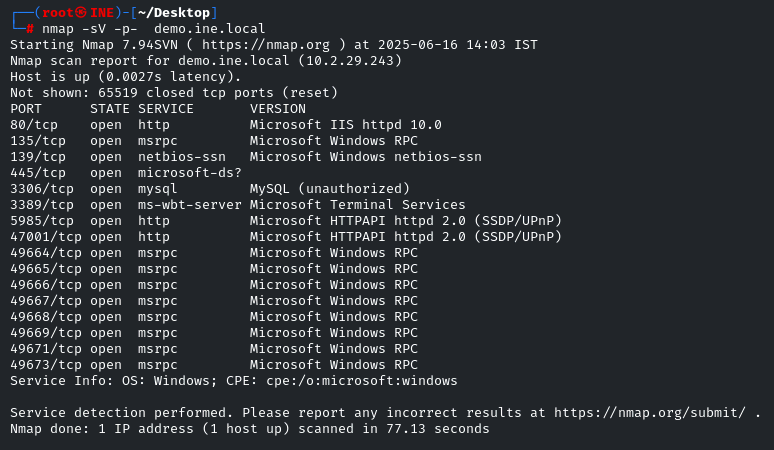 ┌──(root㉿INE)-[~/Desktop]
└─# nmap -sV -p-  demo.ine.local
Starting Nmap 7.94SVN ( https://nmap.org ) at 2025-06-16 14:03 IST
Nmap scan report for demo.ine.local (10.2.29.243)
Host is up (0.0027s latency).
Not shown: 65519 closed tcp ports (reset)
PORT      STATE SERVICE       VERSION
80/tcp    open  http          Microsoft IIS httpd 10.0
135/tcp   open  msrpc         Microsoft Windows RPC
139/tcp   open  netbios-ssn   Microsoft Windows netbios-ssn
445/tcp   open  microsoft-ds?
3306/tcp  open  mysql         MySQL (unauthorized)
3389/tcp  open  ms-wbt-server Microsoft Terminal Services
5985/tcp  open  http          Microsoft HTTPAPI httpd 2.0 (SSDP/UPnP)
47001/tcp open  http          Microsoft HTTPAPI httpd 2.0 (SSDP/UPnP)
49664/tcp open  msrpc         Microsoft Windows RPC
49665/tcp open  msrpc         Microsoft Windows RPC
49666/tcp open  msrpc         Microsoft Windows RPC
49667/tcp open  msrpc         Microsoft Windows RPC
49668/tcp open  msrpc         Microsoft Windows RPC
49669/tcp open  msrpc         Microsoft Windows RPC
49671/tcp open  msrpc         Microsoft Windows RPC
49673/tcp open  msrpc         Microsoft Windows RPC
Service Info: OS: Windows; CPE: cpe:/o:microsoft:windows

Service detection performed. Please report any incorrect results at https://nmap.org/submit/ .
Nmap done: 1 IP address (1 host up) scanned in 77.13 seconds